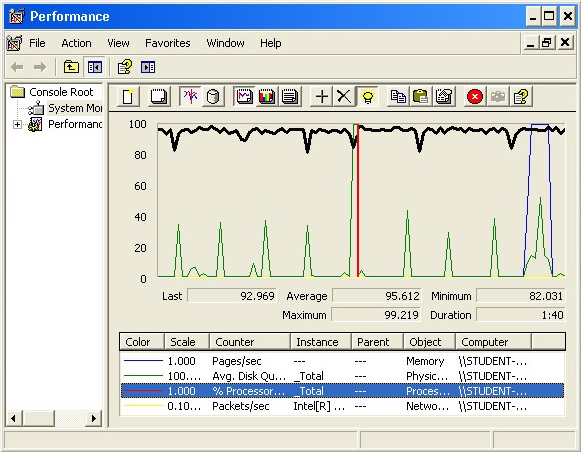 Performance
File Action View Favorites Window Help
Console Root
System Mor
Performanc
100
80
60
40
20
0
Last 92.969 Average 95.612 Minimum 82.031
Maximum 99.219 Duration 1:40
Color Scale Counter Instance Parent Object Computer
1.000 Pages/sec --- --- Memory \\STUDENT-...
100.... Avg. Disk Qu... _Total --- Physic... \\STUDENT-...
1.000 % Processor... _Total --- Proces... \\STUDENT-...
0.10... Packets/sec Intel[R] ... --- Netwo... \\STUDENT-...